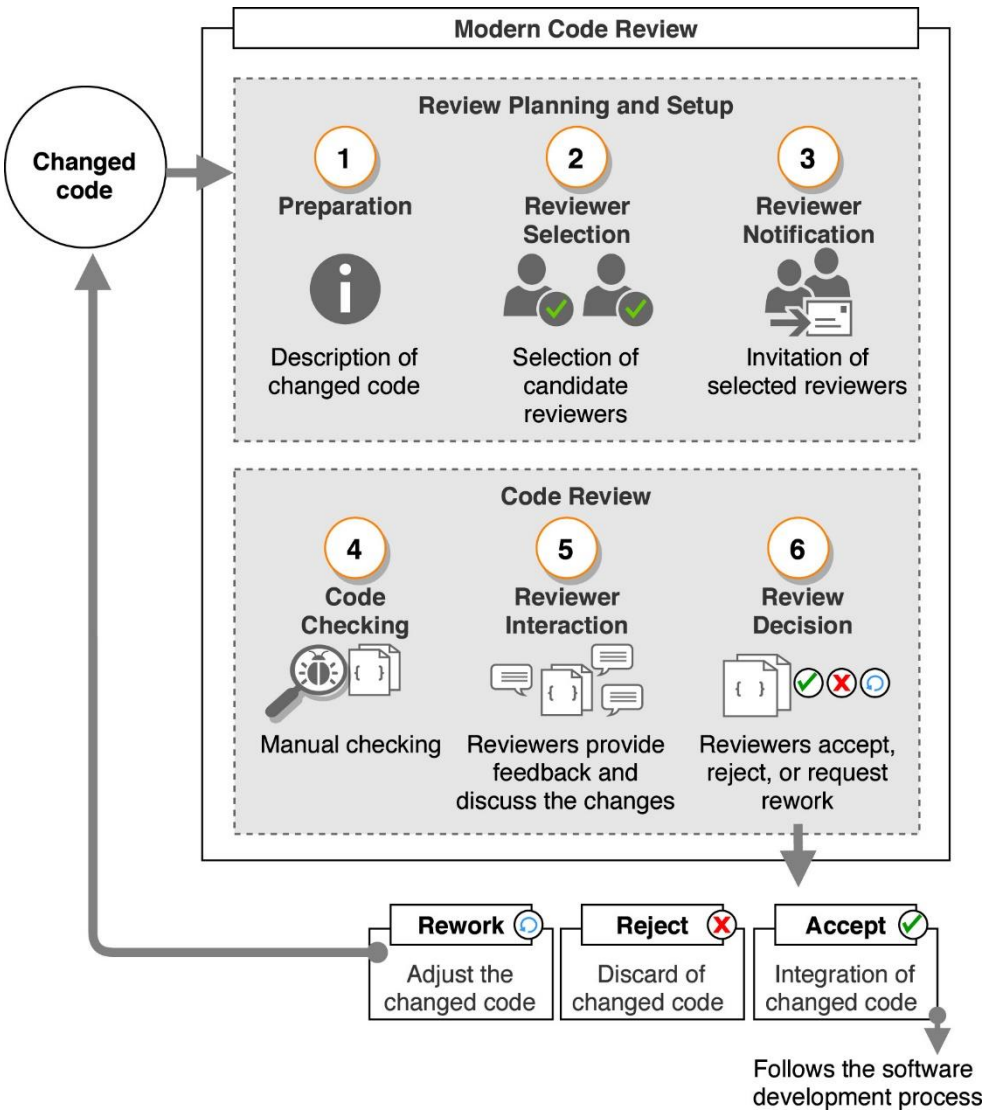 Modern Code Review
Changed
code
Review Planning and Setup
1
Preparation
Description of
changed code
2
Reviewer
Selection
Selection of
candidate
reviewers
3
Reviewer
Notification
Invitation of
selected reviewers
Code Review
4
Code
Checking
{ }
Manual checking
5
Reviewer
Interaction
{ }
Reviewers provide
feedback and
discuss the changes
6
Review
Decision
{ }
Reviewers accept,
reject, or request
rework
Rework
Adjust the
changed code
Reject
Discard of
changed code
Accept
Integration of
changed code
Follows the software
development process